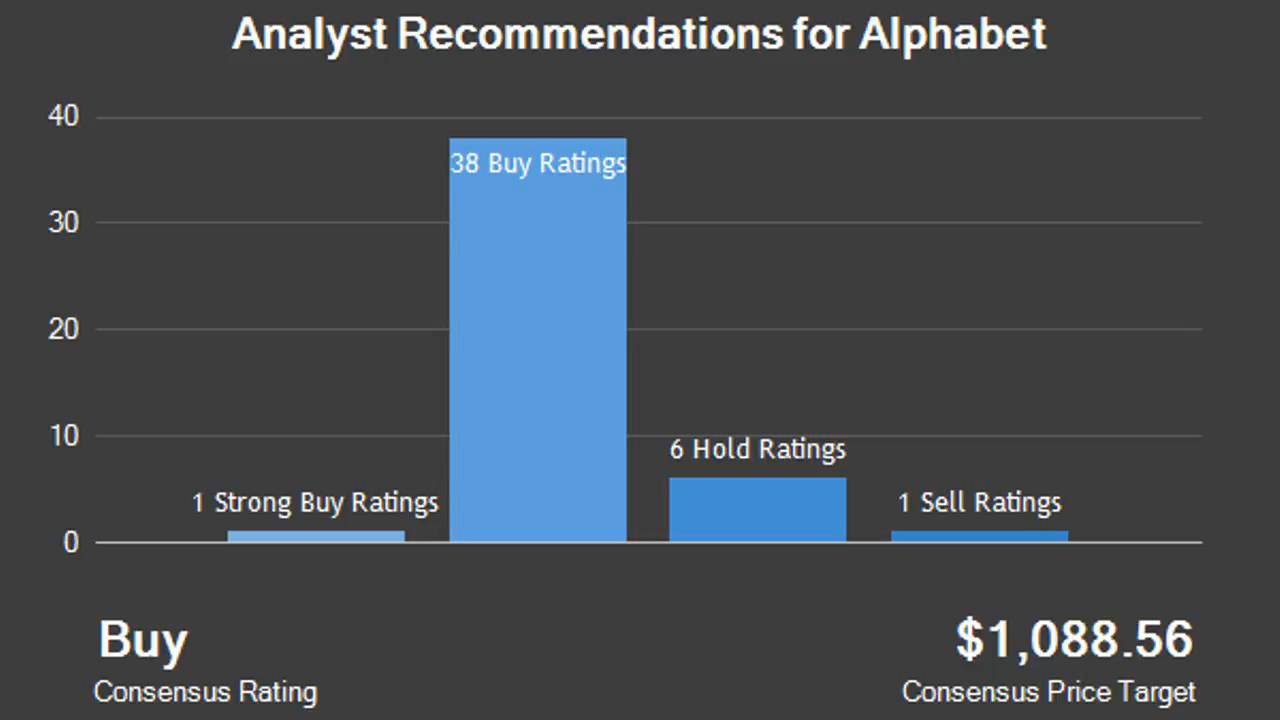 Analyst Recommendations for Alphabet
40
38 Buy Ratings
30
20
10
6 Hold Ratings
1 Strong Buy Ratings
1 Sell Ratings
0
Buy
$1,088.56
Consensus Rating
Consensus Price Target